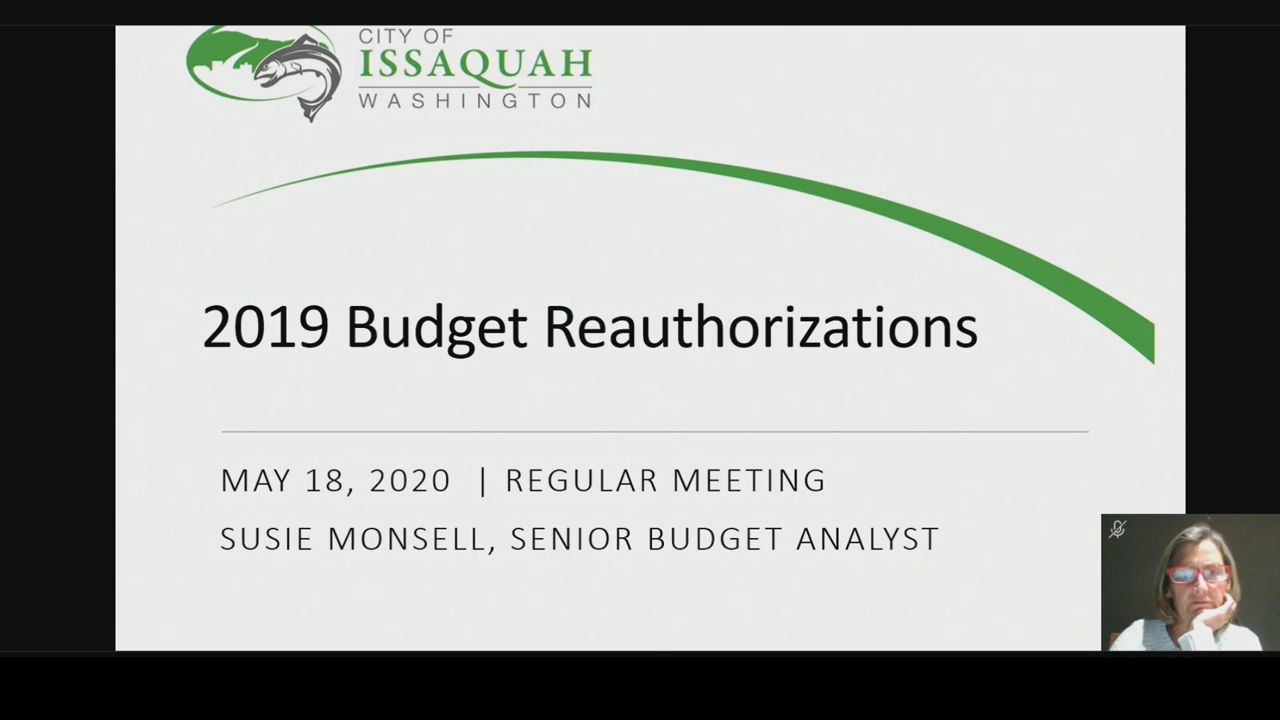 CITY OF
ISSAQUAH
WASHINGTON
2019 Budget Reauthorizations
MAY 18, 2020 | REGULAR MEETING
SUSIE MONSELL, SENIOR BUDGET ANALYST